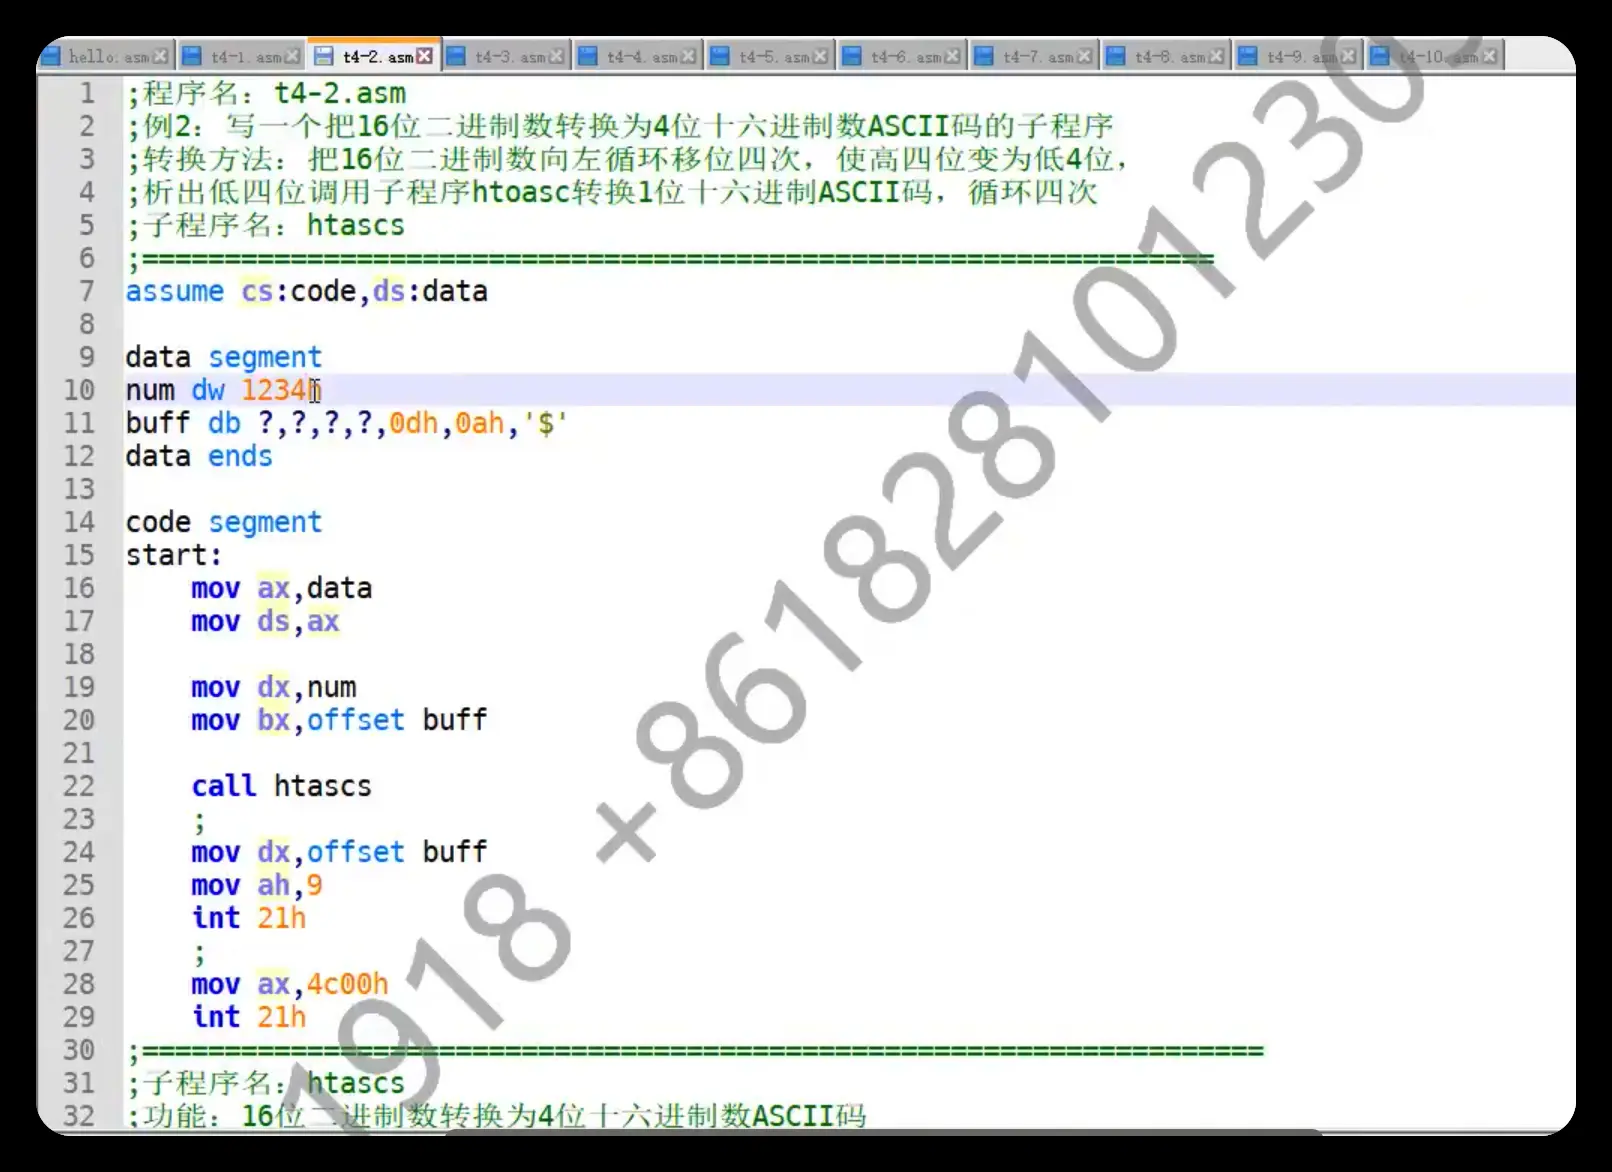 hello.asm t4-1.asm t4-2.asm t4-3.asm t4-4.asm t4-5.asm t4-6.asm t4-7.asm t4-8.asm t4-9.asm t4-10.asm
1 ;程序名：t4-2.asm
2 ;例2：写一个把16位二进制数转换为4位十六进制数ASCII码的子程序
3 ;转换方法：把16位二进制数向左循环移位四次，使高四位变为低4位，
4 ;析出低四位调用子程序htoasc转换1位十六进制ASCII码，循环四次
5 ;子程序名：htascs
6 ;=================================================================
7 assume cs:code,ds:data
8
9 data segment
10 num dw 1234h
11 buff db ?,?,?,?,0dh,0ah,'$'
12 data ends
13
14 code segment
15 start:
16 mov ax,data
17 mov ds,ax
18
19 mov dx,num
20 mov bx,offset buff
21
22 call htascs
23 ;
24 mov dx,offset buff
25 mov ah,9
26 int 21h
27 ;
28 mov ax,4c00h
29 int 21h
30 ;====================================================================
31 ;子程序名：htascs
32 ;功能：16位二进制数转换为4位十六进制数ASCII码
1918 +8618281012303